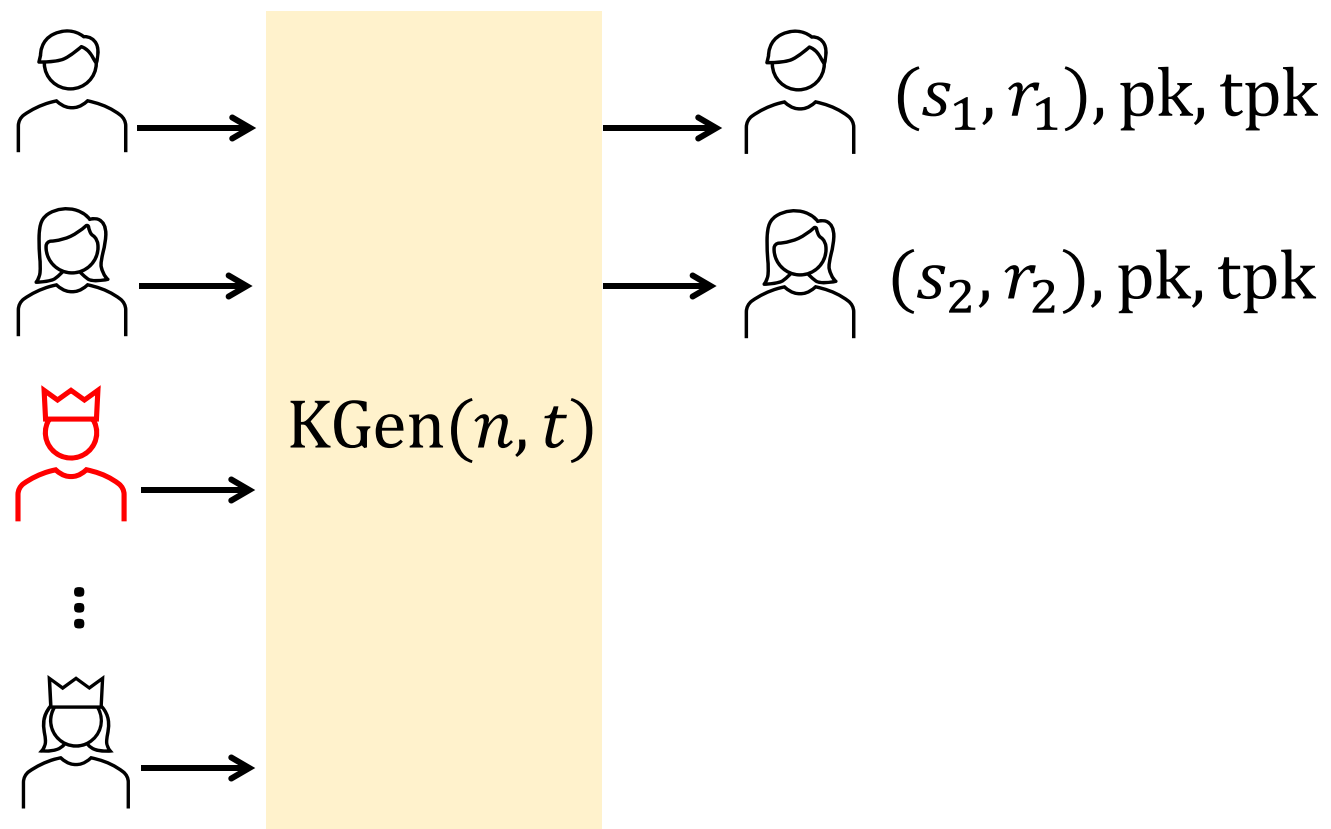 (s₁, r₁), pk, tpk
(s₂, r₂), pk, tpk
KGen(n, t)